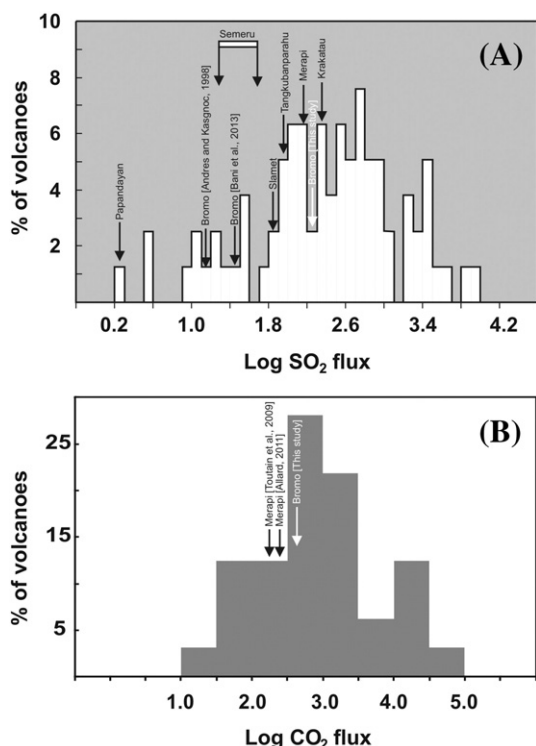 (A)
% of volcanoes
10
8
6
4
2
Papandayan
Bromo [Andres and Kasgnoc, 1998]
Semeru
Bromo [Bani et al., 2013]
Slamet
Tangkubanparahu
Merapi
Bromo [This study]
Krakatau
0.2 1.0 1.8 2.6 3.4 4.2
Log SO₂ flux
(B)
% of volcanoes
25
15
5
Merapi [Toutain et al., 2009]
Merapi [Allard, 2011]
Bromo [This study]
1.0 2.0 3.0 4.0 5.0
Log CO₂ flux